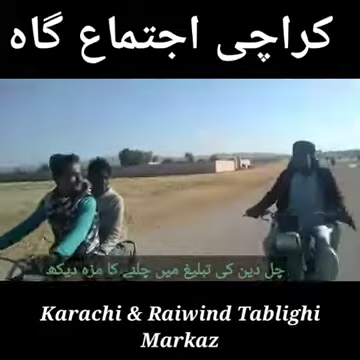 کراچی اجتماع گاہ
چل دین کی تبلیغ میں چلنے کا مزہ دیکھ
Karachi & Raiwind Tablighi
Markaz